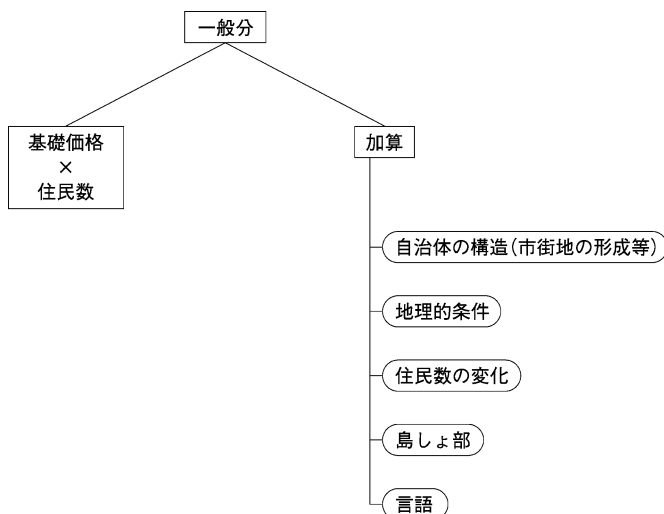 一般分
基礎価格
×
住民数
加算
自治体の構造(市街地の形成等)
地理的条件
住民数の変化
島しょ部
言語